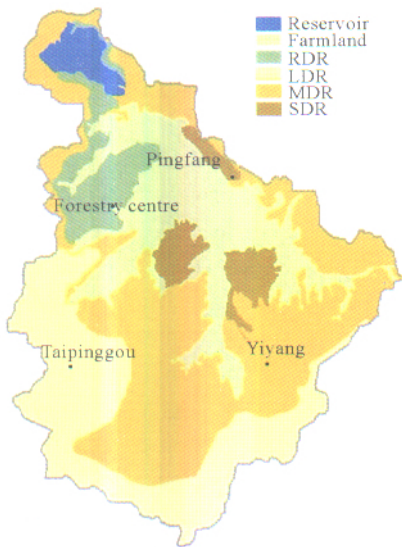 Reservoir
Farmland
RDR
LDR
MDR
SDR
Pingfang
Forestry centre
Taipinggou
Yiyang